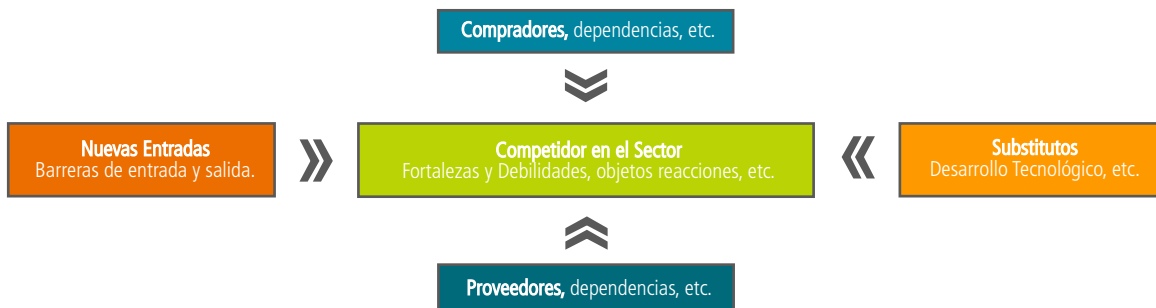 Compradores, dependencias, etc.
Nuevas Entradas
Barreras de entrada y salida.
Competidor en el Sector
Fortalezas y Debilidades, objetos reacciones, etc.
Substitutos
Desarrollo Tecnológico, etc.
Proveedores, dependencias, etc.